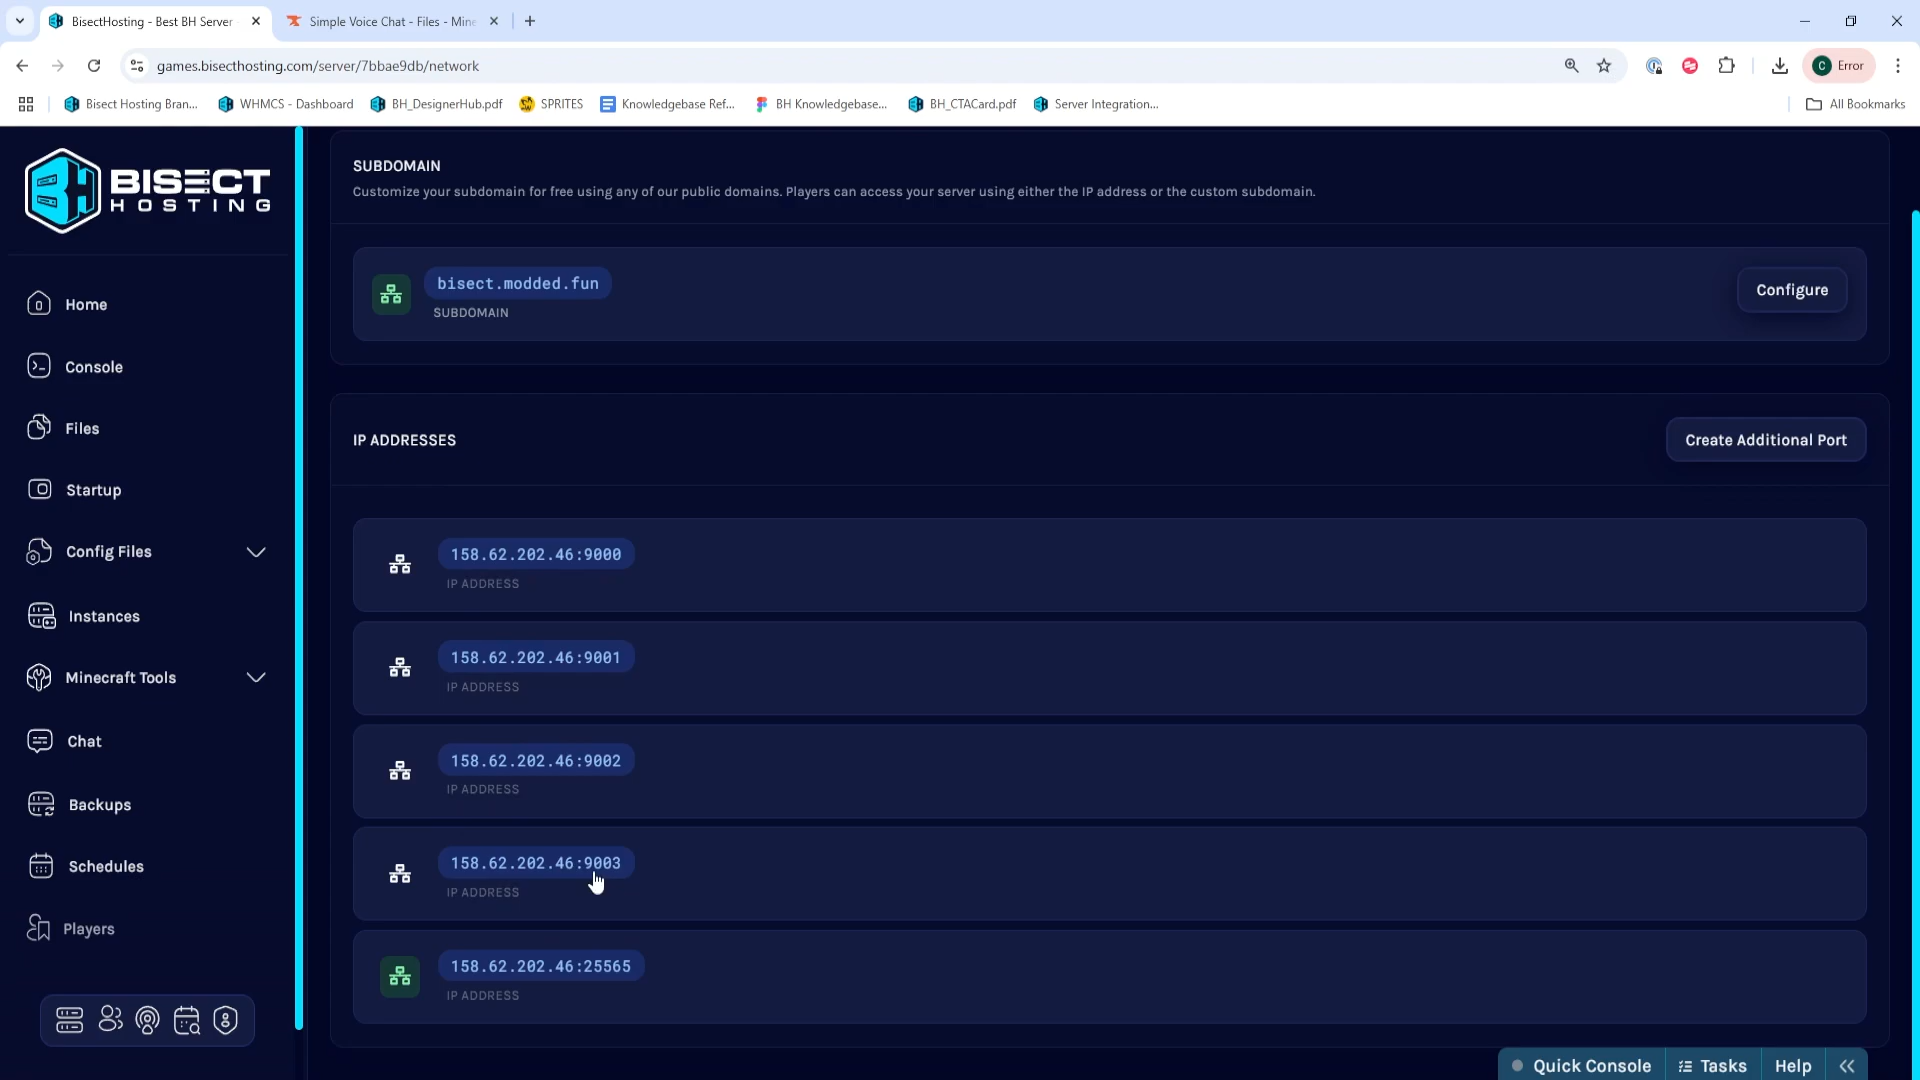 BisectHosting - Best BH Server
Simple Voice Chat - Files - Mine
games.bisecthosting.com/server/7bbae9db/network
C Error
Bisect Hosting Bran...
WHMCS - Dashboard
BH_DesignerHub.pdf
SPRITES
Knowledgebase Ref...
BH Knowledgebase...
BH_CTACard.pdf
Server Integration...
All Bookmarks
BISECT
HOSTING
Home
Console
Files
Startup
Config Files
Instances
Minecraft Tools
Chat
Backups
Schedules
Players
SUBDOMAIN
Customize your subdomain for free using any of our public domains. Players can access your server using either the IP address or the custom subdomain.
bisect.modded.fun
SUBDOMAIN
Configure
IP ADDRESSES
Create Additional Port
158.62.202.46:9000
IP ADDRESS
158.62.202.46:9001
IP ADDRESS
158.62.202.46:9002
IP ADDRESS
158.62.202.46:9003
IP ADDRESS
158.62.202.46:25565
IP ADDRESS
Quick Console
Tasks
Help